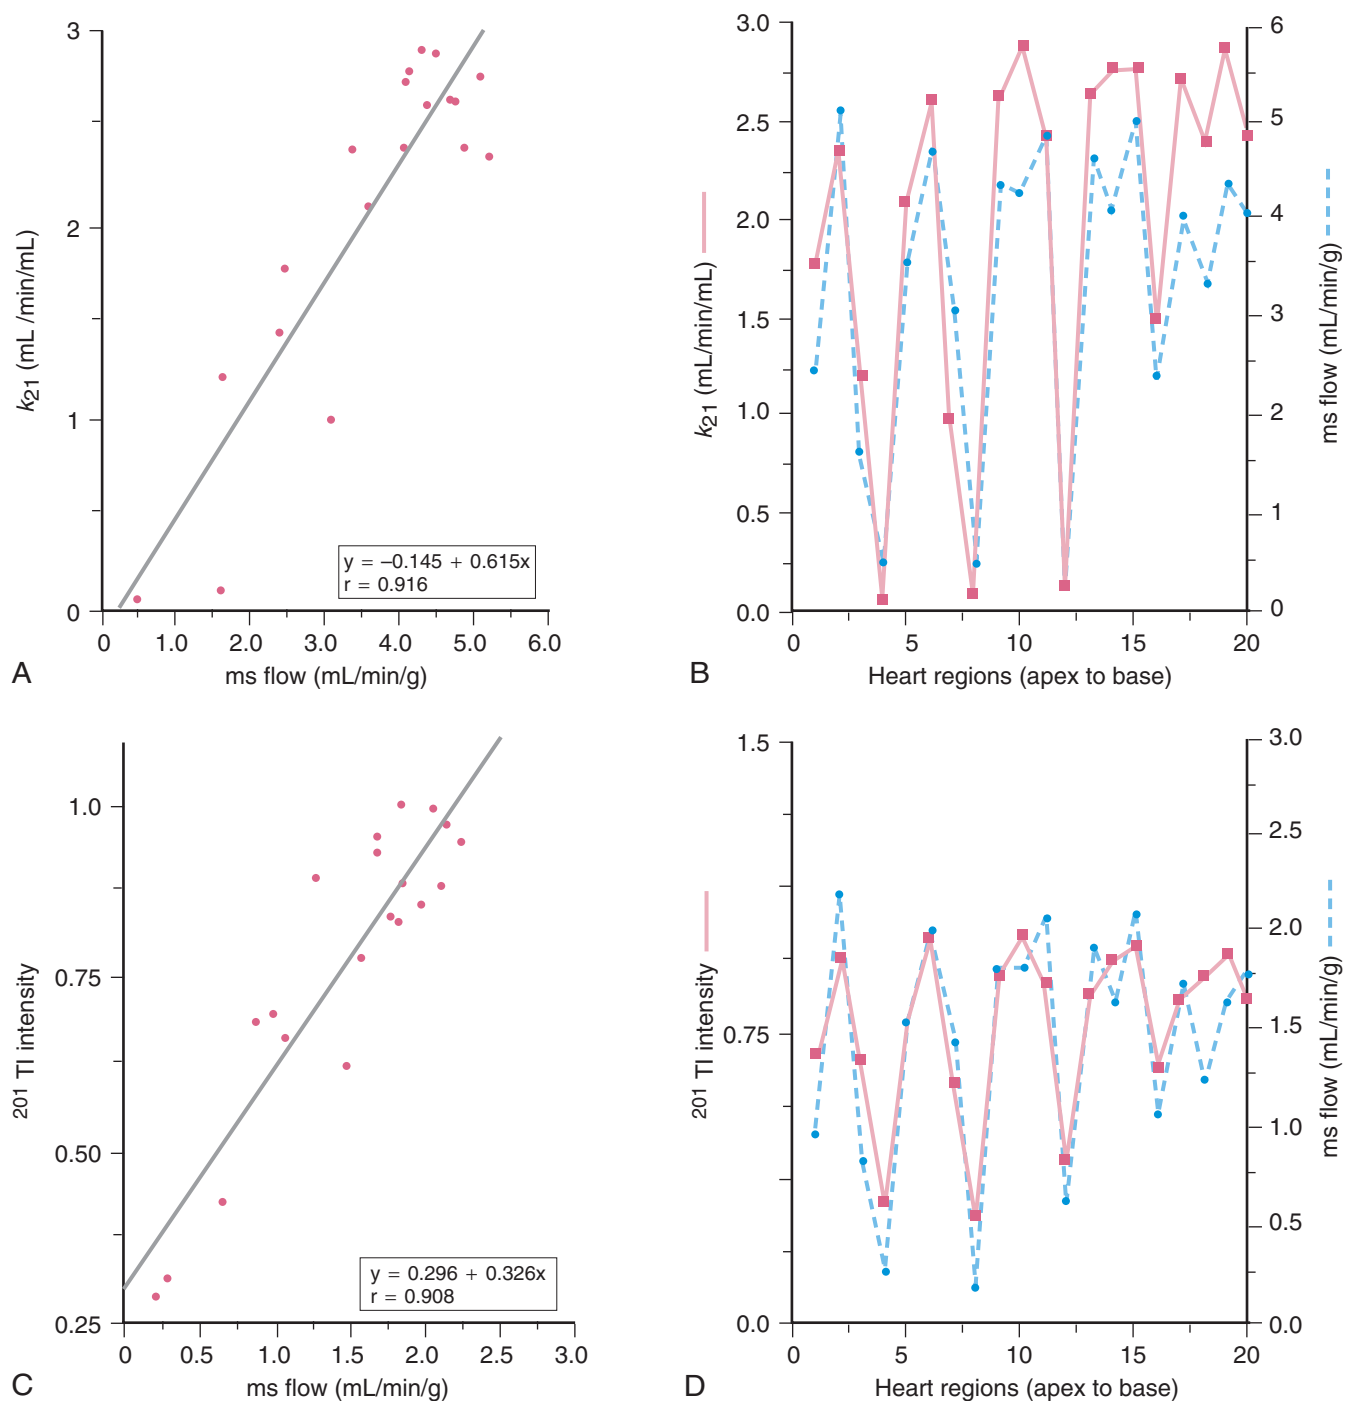 3
2
1
0
k21 (mL /min/mL)
y = –0.145 + 0.615x
r = 0.916
0 1.0 2.0 3.0 4.0 5.0 6.0
ms flow (mL/min/g)
A
3.0
2.5
2.0
1.5
1.0
0.5
0.0
k21 (mL/min/mL)
6
5
4
3
2
1
0
ms flow (mL/min/g)
0 5 10 15 20
Heart regions (apex to base)
B
1.0
0.75
0.50
0.25
201 TI intensity
y = 0.296 + 0.326x
r = 0.908
0 0.5 1.0 1.5 2.0 2.5 3.0
ms flow (mL/min/g)
C
1.5
0.75
0.0
201 TI intensity
3.0
2.5
2.0
1.5
1.0
0.5
0.0
ms flow (mL/min/g)
0 5 10 15 20
Heart regions (apex to base)
D